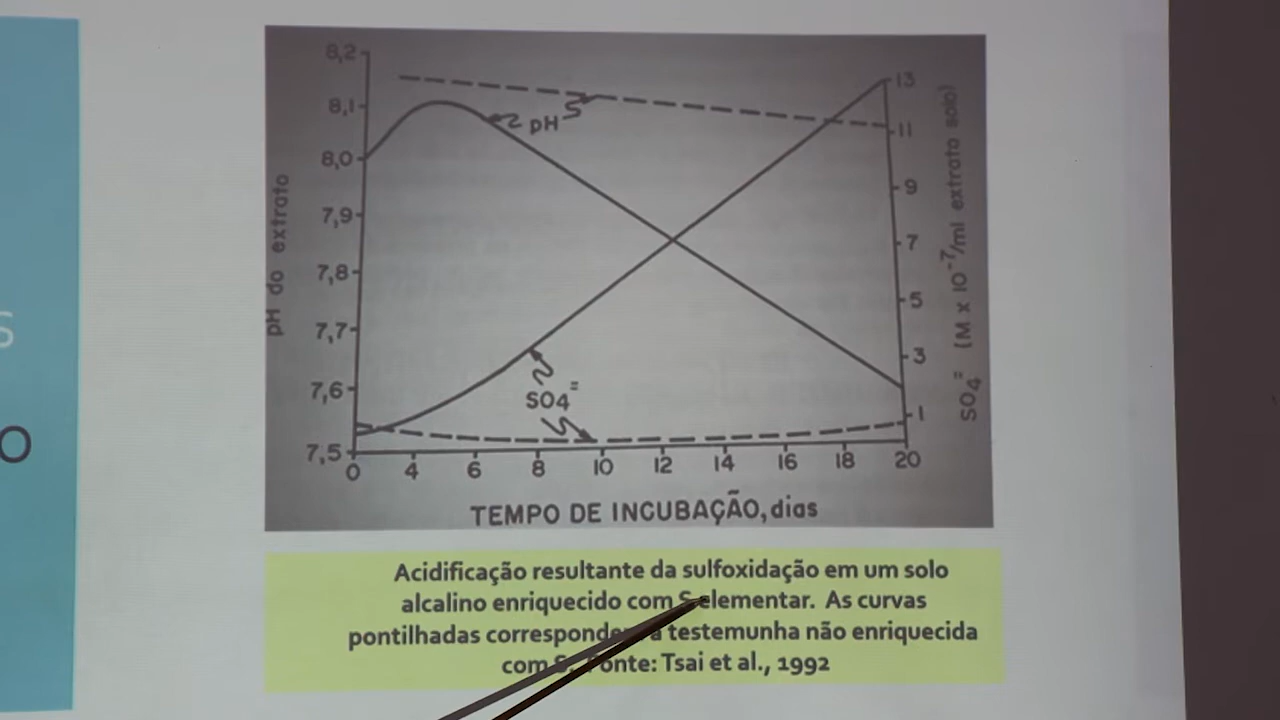 S
O
8,2
8,1
8,0
7,9
7,8
7,7
7,6
7,5
pH do extrato
pH
SO4=
13
11
9
7
5
3
1
SO4= (M x 10-7/ml extrato solo)
0 4 6 8 10 12 14 16 18 20
TEMPO DE INCUBAÇÃO, dias
Acidificação resultante da sulfoxidação em um solo
alcalino enriquecido com S elementar. As curvas
pontilhadas a testemunha não enriquecida
com Fonte: Tsai et al., 1992